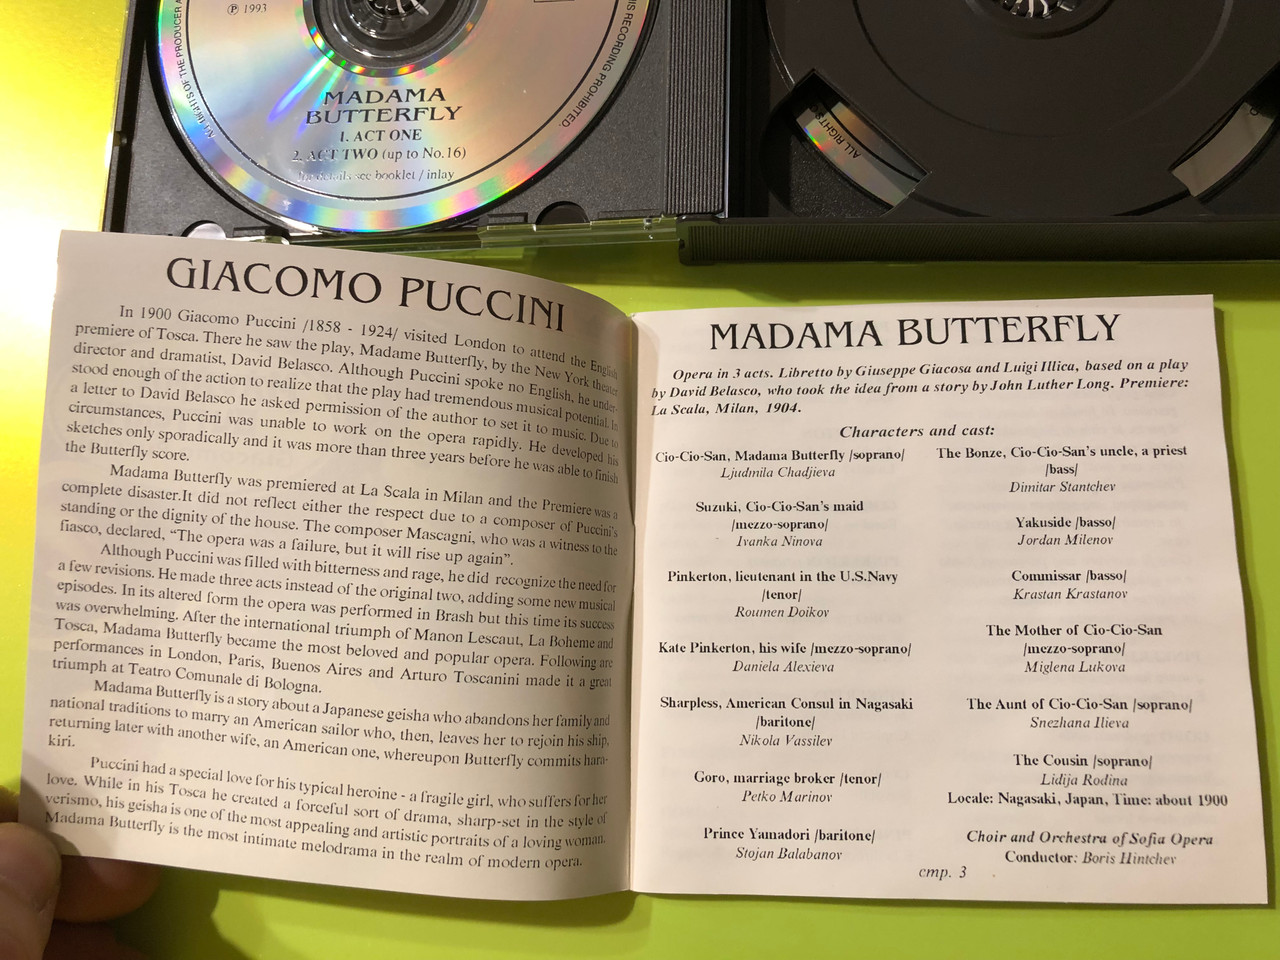 ℗ 1993
ALL RIGHTS OF THE PRODUCER
THIS RECORDING PROHIBITED.
MADAMA
BUTTERFLY
1. ACT ONE
2. ACT TWO (up to No.16)
For details see booklet / inlay
ALL RIGHTS
GIACOMO PUCCINI
In 1900 Giacomo Puccini /1858 - 1924/ visited London to attend the English
premiere of Tosca. There he saw the play, Madame Butterfly, by the New York theater
director and dramatist, David Belasco. Although Puccini spoke no English, he under-
stood enough of the action to realize that the play had tremendous musical potential. In
a letter to David Belasco he asked permission of the author to set it to music. Due to
circumstances, Puccini was unable to work on the opera rapidly. He developed his
sketches only sporadically and it was more than three years before he was able to finish
the Butterfly score.
Madama Butterfly was premiered at La Scala in Milan and the Premiere was a
complete disaster.It did not reflect either the respect due to a composer of Puccini's
standing or the dignity of the house. The composer Mascagni, who was a witness to the
fiasco, declared, “The opera was a failure, but it will rise up again”.
Although Puccini was filled with bitterness and rage, he did recognize the need for
a few revisions. He made three acts instead of the original two, adding some new musical
episodes. In its altered form the opera was performed in Brash but this time its success
was overwhelming. After the international triumph of Manon Lescaut, La Boheme and
Tosca, Madama Butterfly became the most beloved and popular opera. Following are
performances in London, Paris, Buenos Aires and Arturo Toscanini made it a great
triumph at Teatro Comunale di Bologna.
Madama Butterfly is a story about a Japanese geisha who abandons her family and
national traditions to marry an American sailor who, then, leaves her to rejoin his ship,
returning later with another wife, an American one, whereupon Butterfly commits hara-
kiri.
Puccini had a special love for his typical heroine - a fragile girl, who suffers for her
love. While in his Tosca he created a forceful sort of drama, sharp-set in the style of
verismo, his geisha is one of the most appealing and artistic portraits of a loving woman.
Madama Butterfly is the most intimate melodrama in the realm of modern opera.
MADAMA BUTTERFLY
Opera in 3 acts. Libretto by Giuseppe Giacosa and Luigi Illica, based on a play
by David Belasco, who took the idea from a story by John Luther Long. Premiere:
La Scala, Milan, 1904.
Characters and cast:
Cio-Cio-San, Madama Butterfly /soprano/
Ljudmila Chadjieva
Suzuki, Cio-Cio-San's maid
/mezzo-soprano/
Ivanka Ninova
Pinkerton, lieutenant in the U.S.Navy
/tenor/
Roumen Doikov
Kate Pinkerton, his wife /mezzo-soprano/
Daniela Alexieva
Sharpless, American Consul in Nagasaki
/baritone/
Nikola Vassilev
Goro, marriage broker /tenor/
Petko Marinov
Prince Yamadori /baritone/
Stojan Balabanov
The Bonze, Cio-Cio-San's uncle, a priest
/bass/
Dimitar Stantchev
Yakuside /basso/
Jordan Milenov
Commissar /basso/
Krastan Krastanov
The Mother of Cio-Cio-San
/mezzo-soprano/
Miglena Lukova
The Aunt of Cio-Cio-San /soprano/
Snezhana Ilieva
The Cousin /soprano/
Lidija Rodina
Locale: Nagasaki, Japan, Time: about 1900
Choir and Orchestra of Sofia Opera
Conductor: Boris Hintchev
cmp. 3